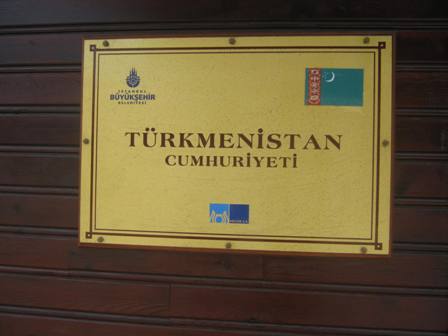 İSTANBUL
BÜYÜKŞEHİR
BELEDİYESİ
TÜRKMENİSTAN
CUMHURİYETİ